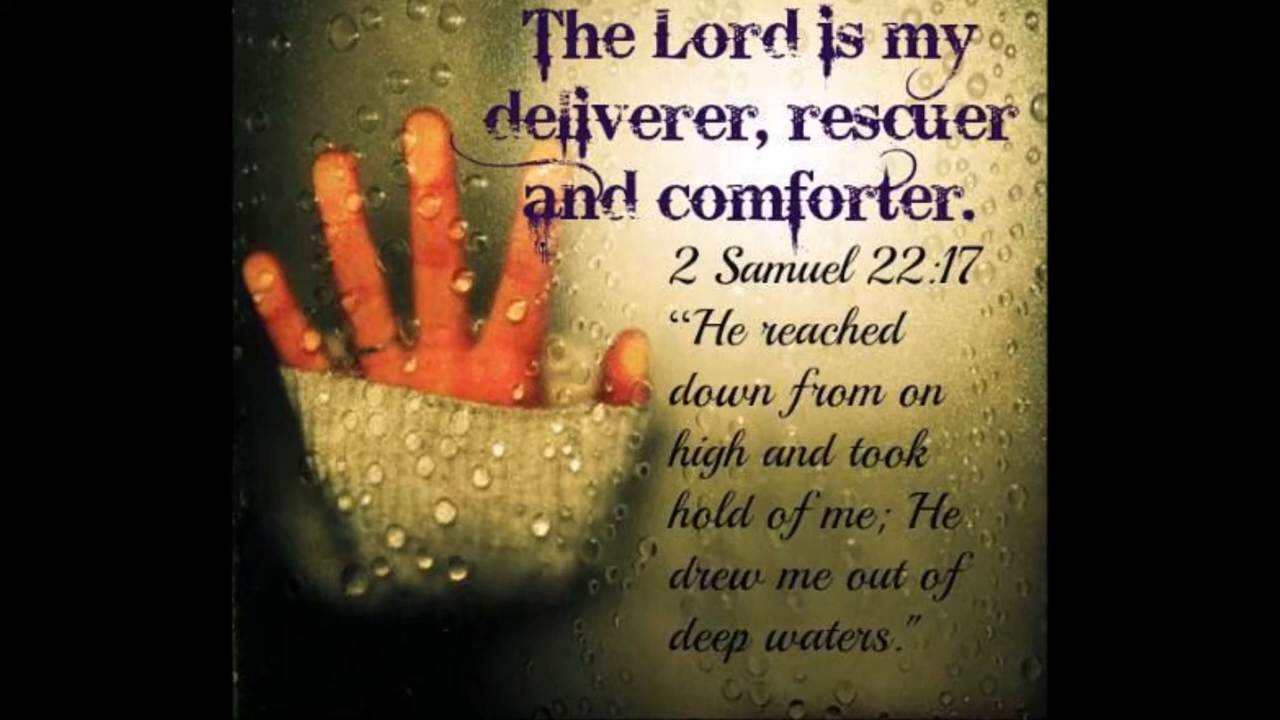 The Lord is my
deliverer, rescuer
and comforter.
2 Samuel 22:17
“He reached
down from on
high and took
hold of me; He
drew me out of
deep waters.”